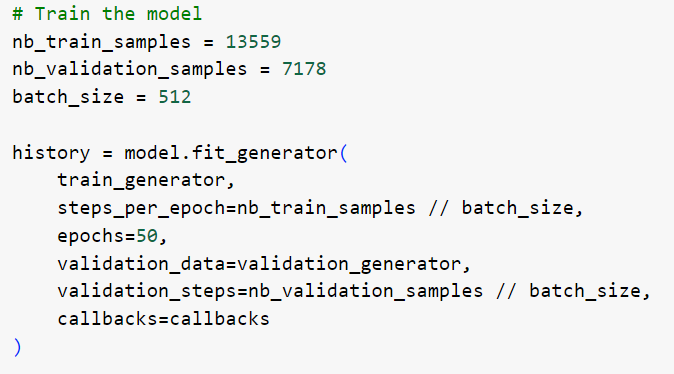 # Train the model
nb_train_samples = 13559
nb_validation_samples = 7178
batch_size = 512
history = model.fit_generator(
    train_generator,
    steps_per_epoch=nb_train_samples // batch_size,
    epochs=50,
    validation_data=validation_generator,
    validation_steps=nb_validation_samples // batch_size,
    callbacks=callbacks
)